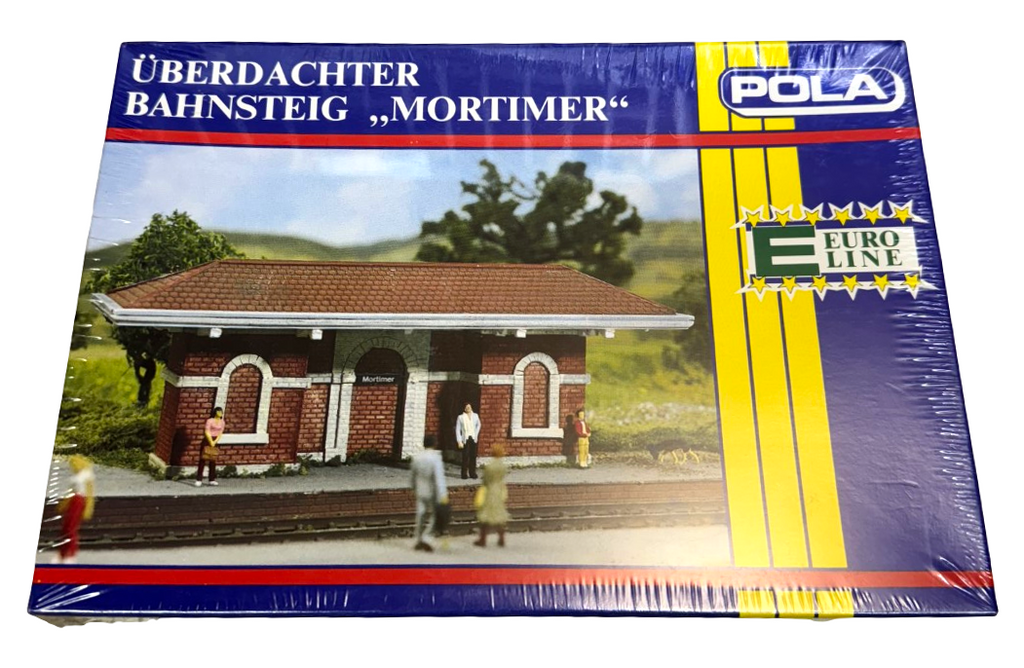 ÜBERDACHTER
BAHNSTEIG „MORTIMER“
POLA
E EURO
LINE
Mortimer